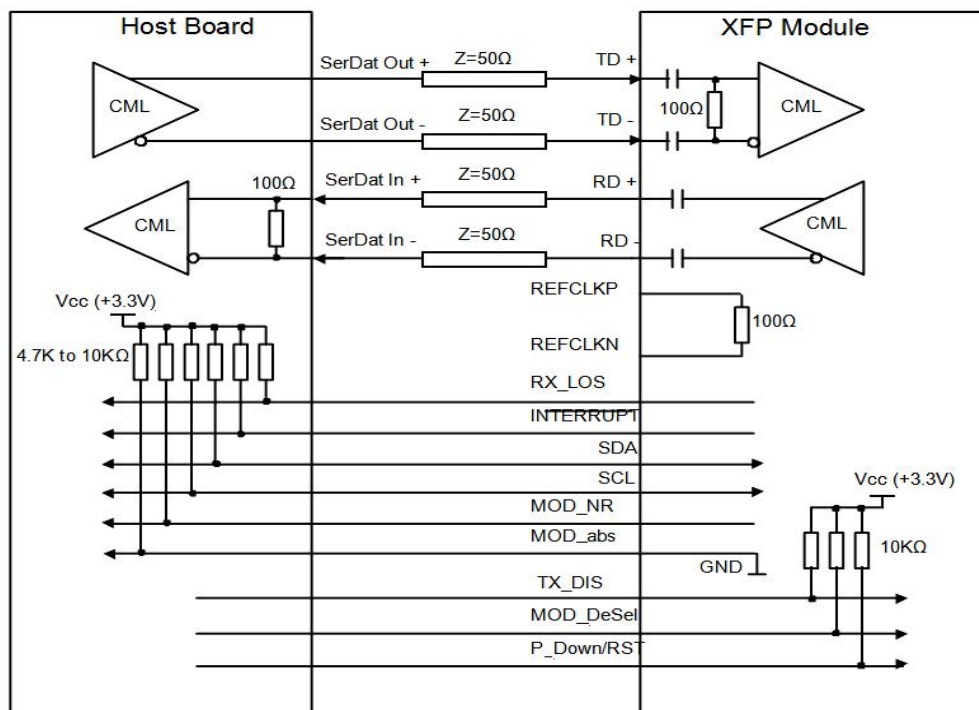 Host Board
XFP Module
SerDat Out +
Z=50Ω
TD +
CML
100Ω
CML
SerDat Out -
Z=50Ω
TD -
SerDat In +
Z=50Ω
RD +
100Ω
CML
CML
SerDat In -
Z=50Ω
RD -
REFCLKP
Vcc (+3.3V)
100Ω
REFCLKN
4.7K to 10KΩ
RX_LOS
INTERRUPT
SDA
SCL
Vcc (+3.3V)
MOD_NR
MOD_abs
10KΩ
GND
TX_DIS
MOD_DeSel
P_Down/RST